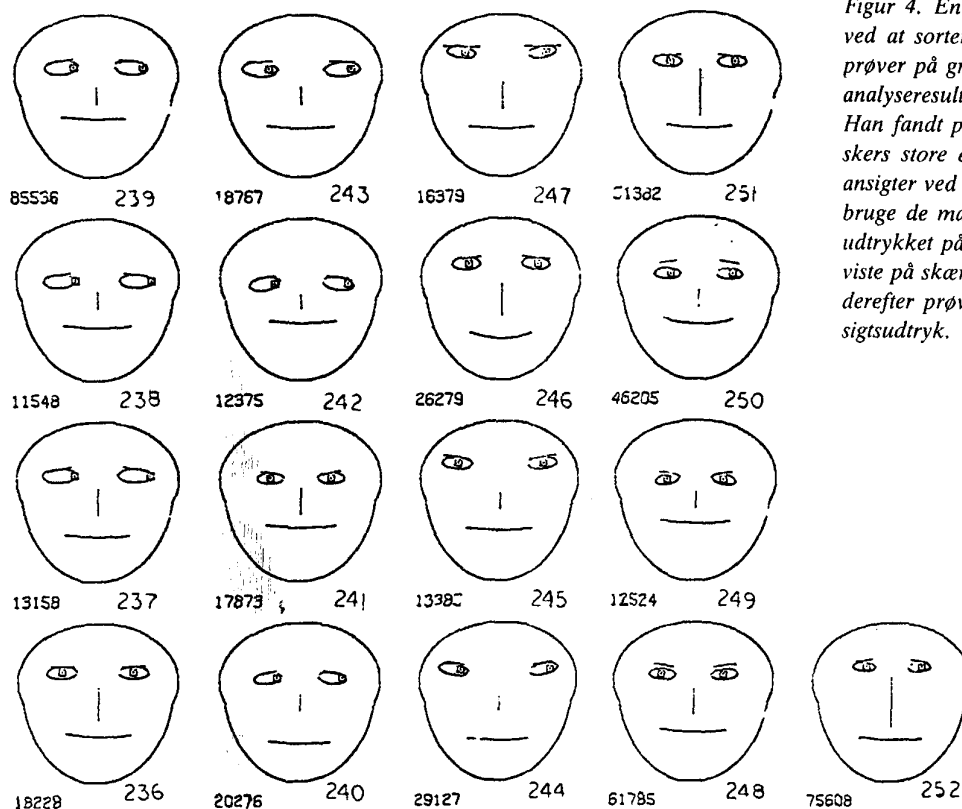 85536 239 18767 243 16379 247 31382 251
11548 238 12375 242 26279 246 46205 250
13158 237 17873 241 1338 245 12524 249
18228 236 20276 240 29127 244 61785 248 75608 252
Figur 4. En
ved at sorter
prøver på gr
analyseresult
Han fandt p
skers store e
ansigter ved
bruge de ma
udtrykket på
viste på skær
derefter prøv
sigtsudtryk.